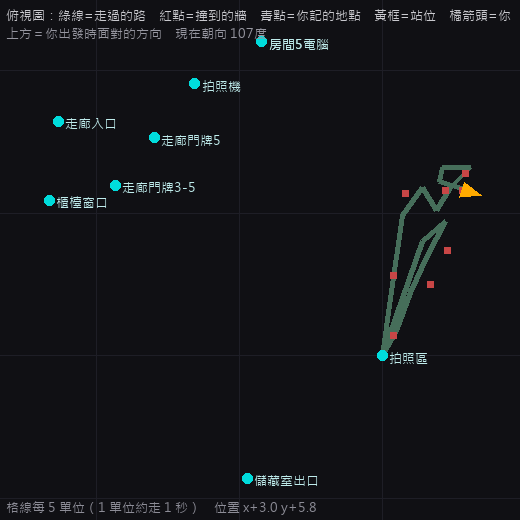 俯視圖：綠線=走過的路　紅點=撞到的牆　青點=你記的地點　黃框=站位　橘箭頭=你
上方＝你出發時面對的方向　現在朝向 107度
房間5電腦
拍照機
走廊入口
走廊門牌5
走廊門牌3-5
櫃檯窗口
拍照區
儲藏室出口
格線每 5 單位（1 單位約走 1 秒）　位置 x+3.0 y+5.8